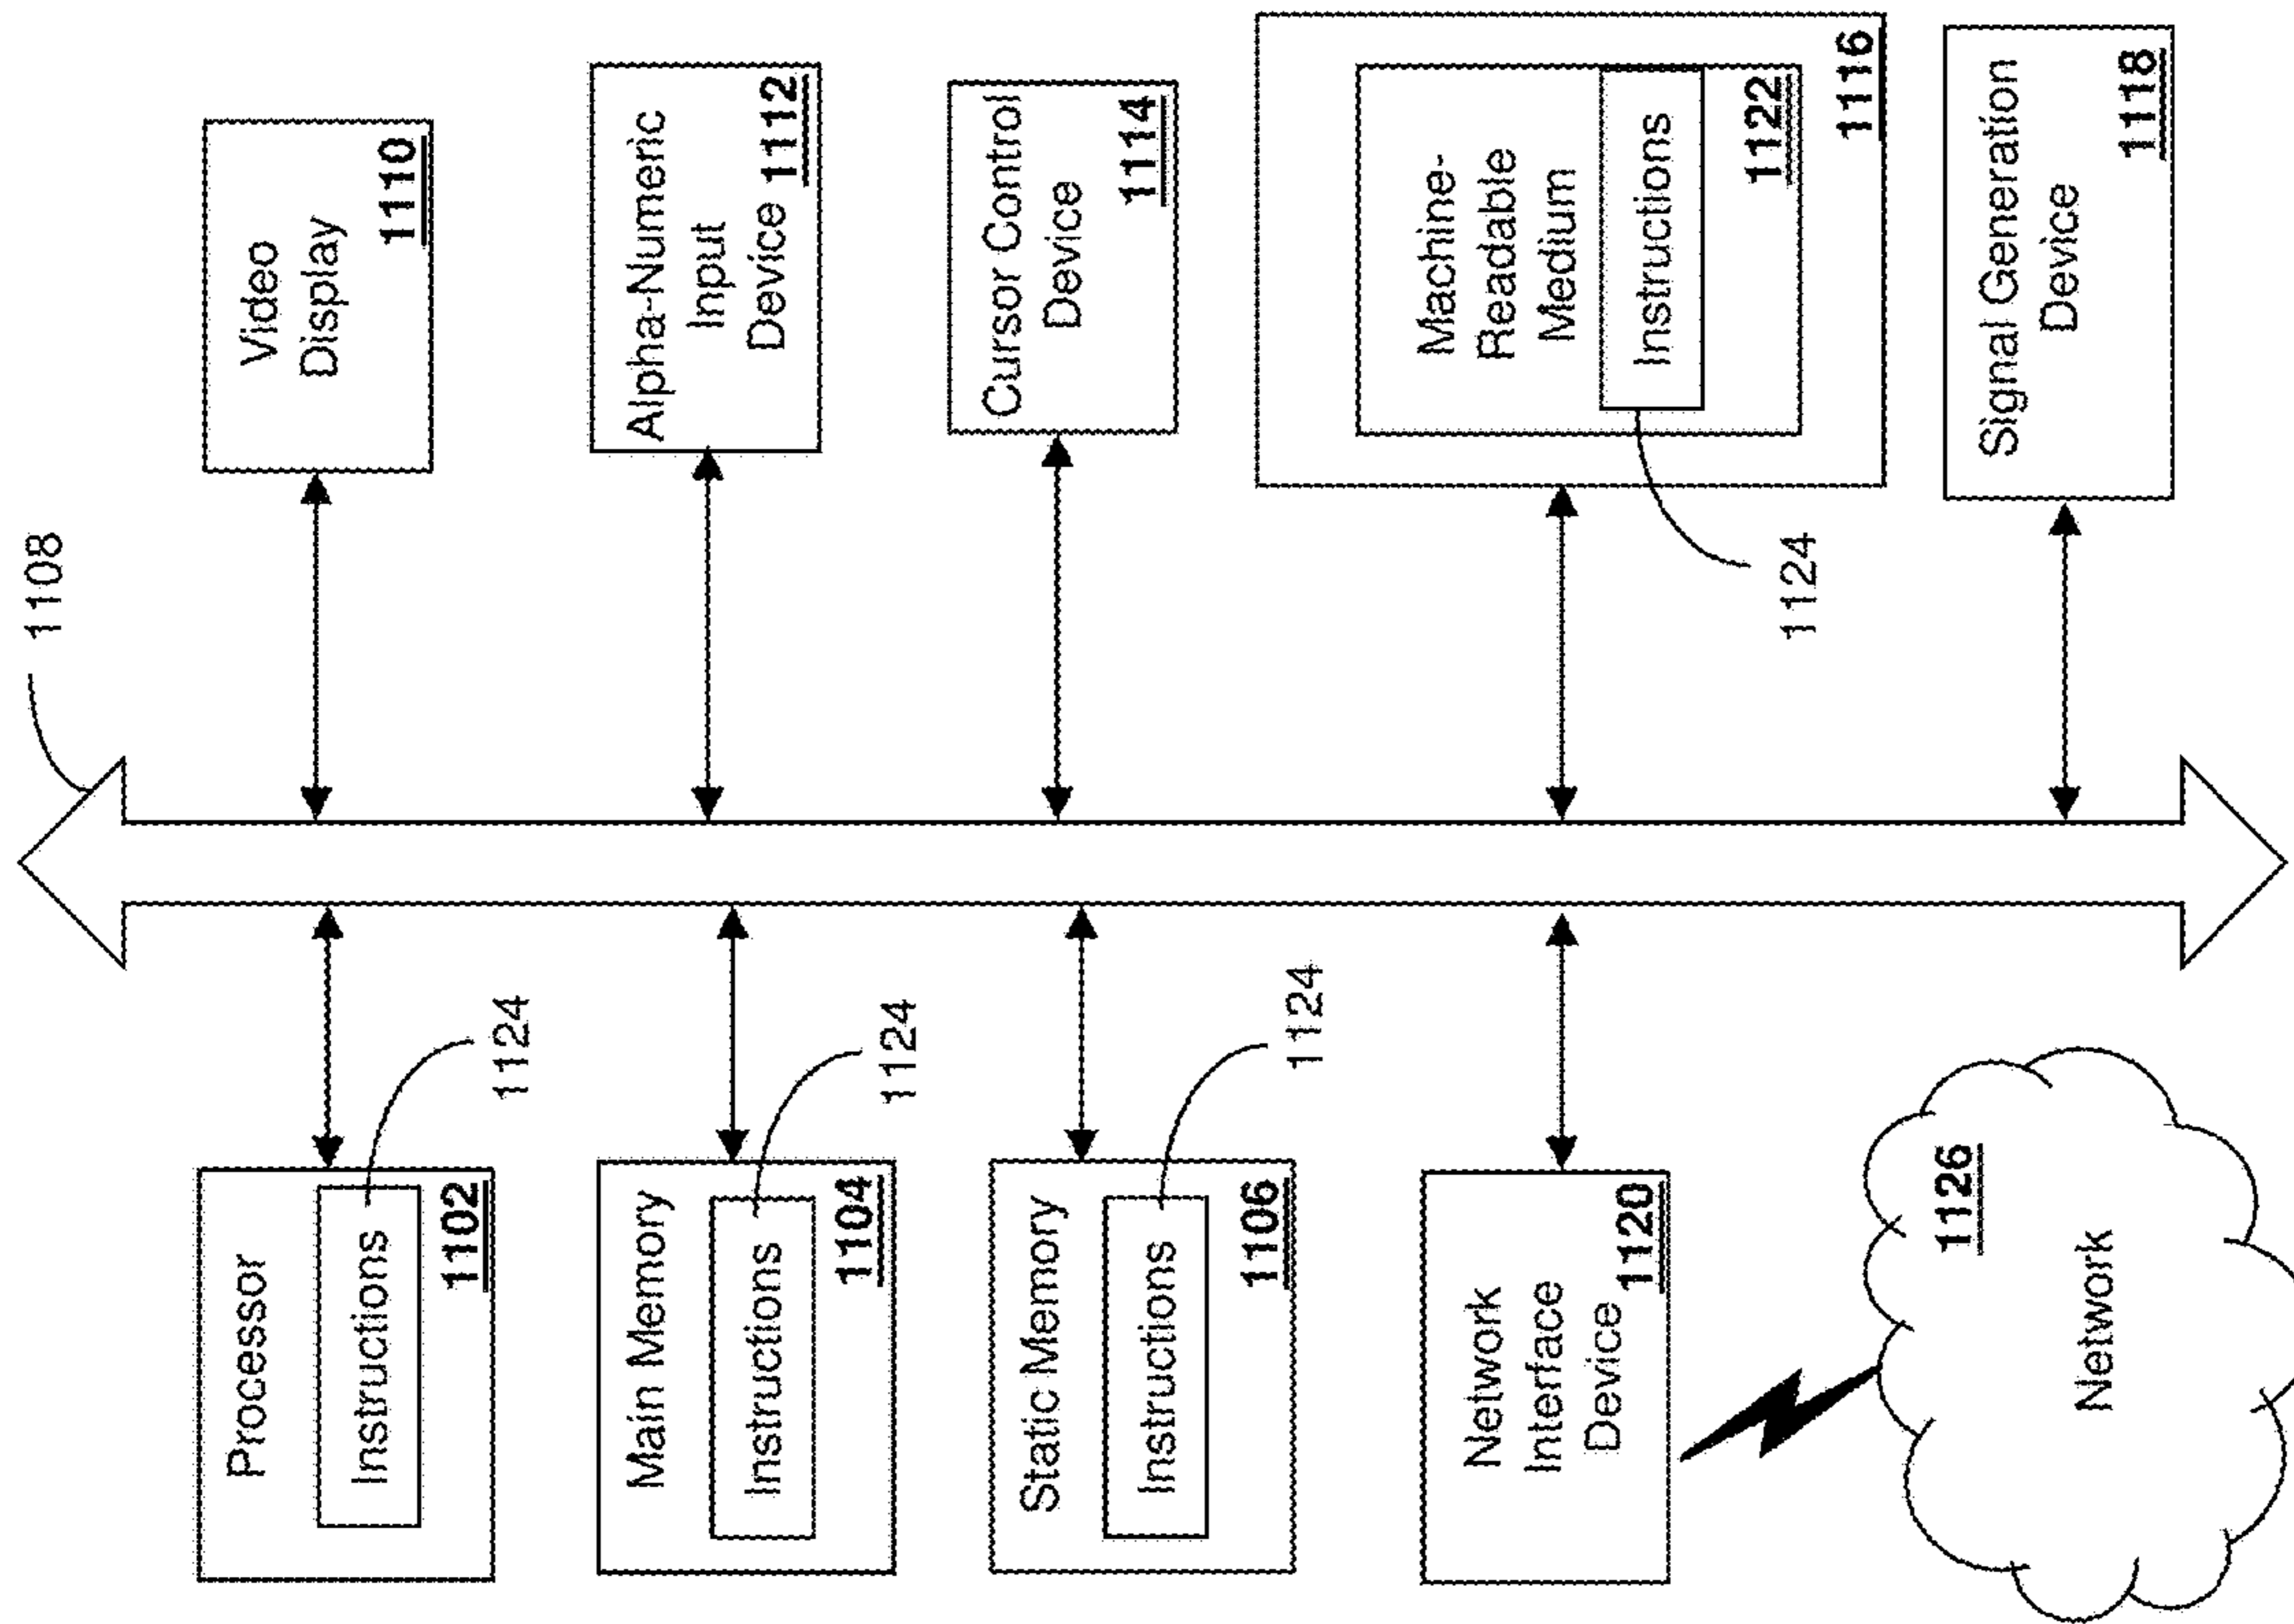 1108
Processor
Instructions
1102
1124
Main Memory
Instructions
1104
1124
Static Memory
Instructions
1106
1124
Network
Interface
Device
1120
1126
Network
Video
Display
1110
Alpha-Numeric
Input
Device 1112
Cursor Control
Device
1114
Machine-
Readable
Medium
Instructions
1122
1116
1124
Signal Generation
Device
1118